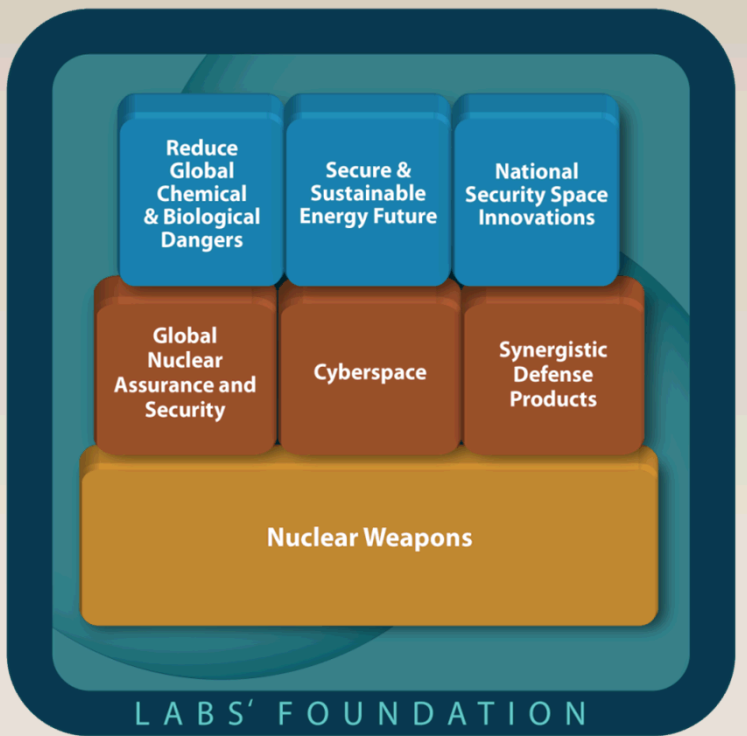 Reduce
Global
Chemical
& Biological
Dangers
Secure &
Sustainable
Energy Future
National
Security Space
Innovations
Global
Nuclear
Assurance and
Security
Cyberspace
Synergistic
Defense
Products
Nuclear Weapons
LABS' FOUNDATION